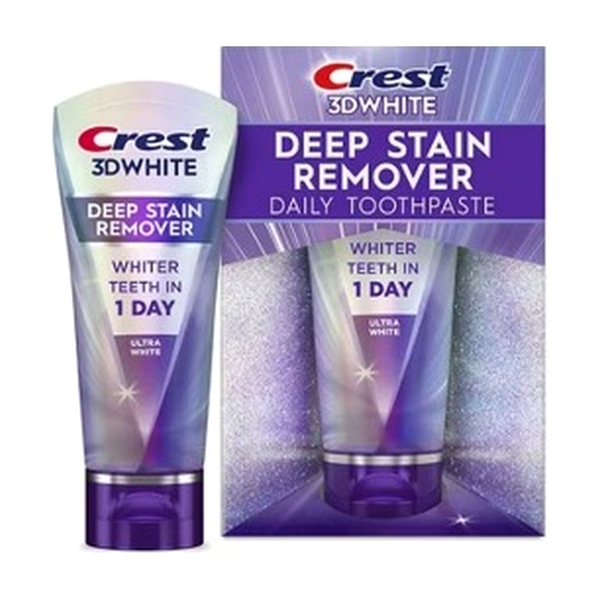 Crest
3DWHITE
DEEP STAIN
REMOVER
WHITER
TEETH IN
1 DAY
ULTRA
WHITE
Crest
3DWHITE
DEEP STAIN
REMOVER
DAILY TOOTHPASTE
WHITER
TEETH IN
1 DAY
ULTRA
WHITE